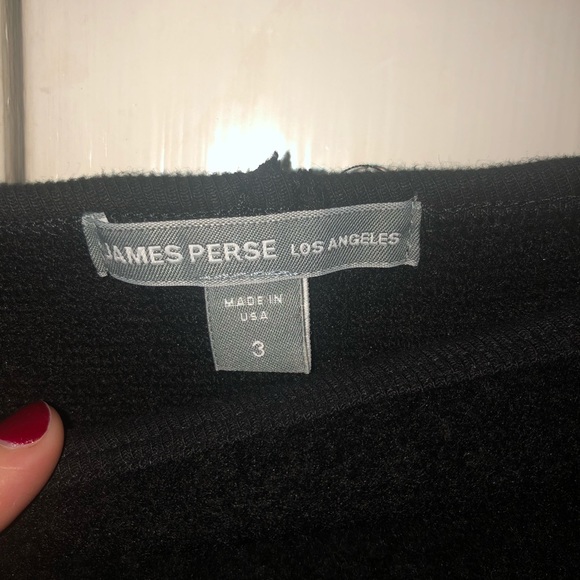 JAMES PERSE LOS ANGELES
MADE IN
USA
3